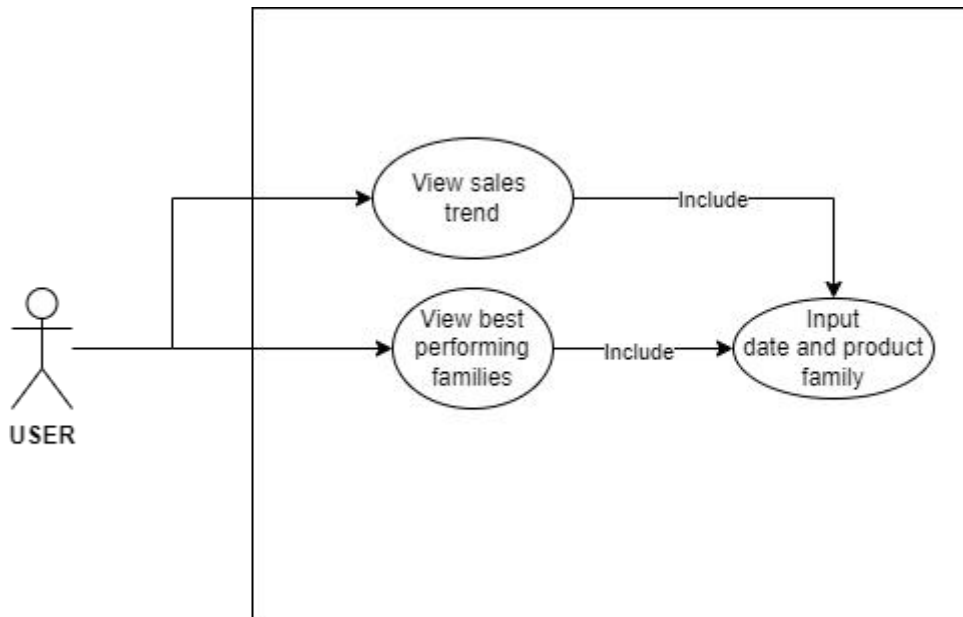 View sales
trend
Include
View best
performing
families
Include
Input
date and product
family
USER